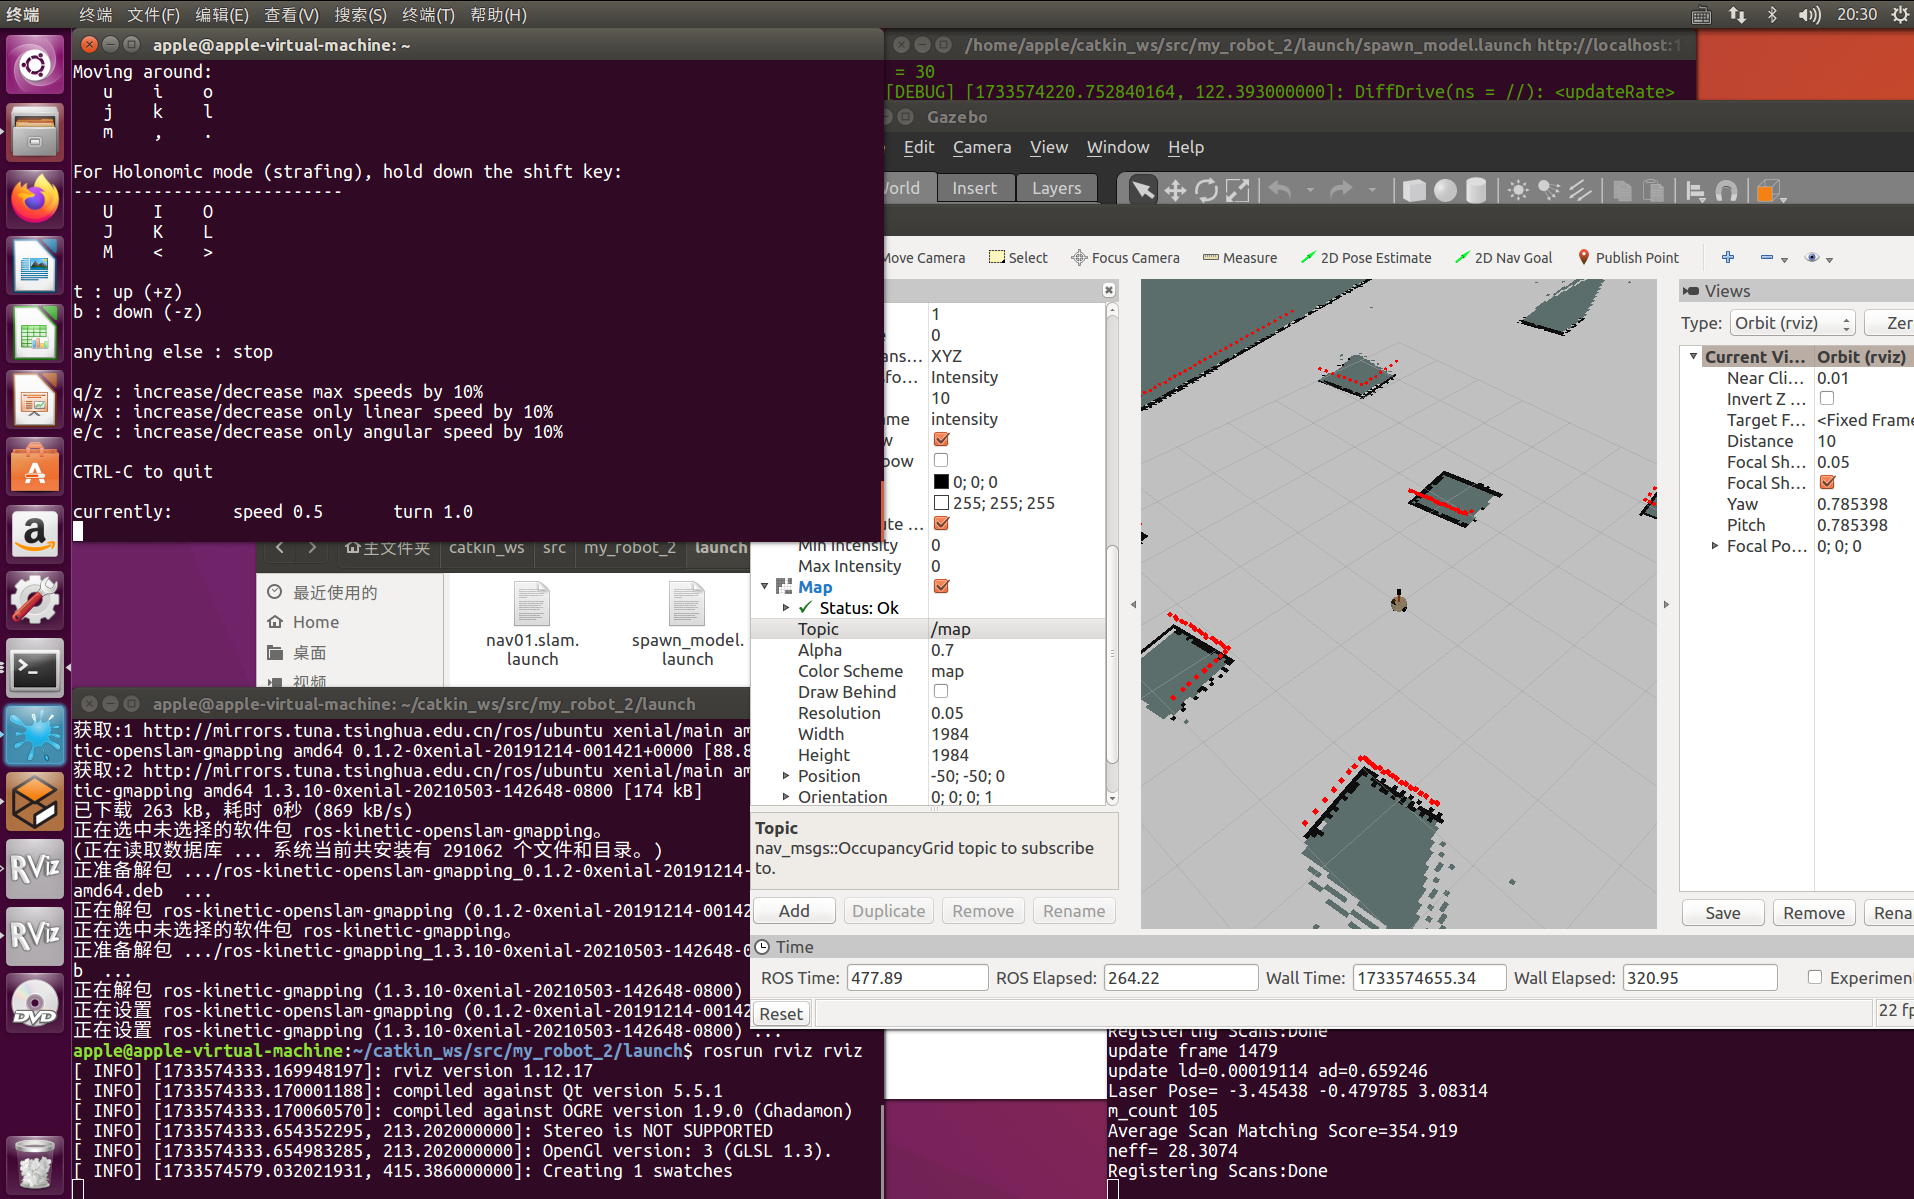 终端
终端 文件(F) 编辑(E) 查看(V) 搜索(S) 终端(T) 帮助(H)
20:30
apple@apple-virtual-machine: ~
Moving around:
u i o
j k l
m , .
For Holonomic mode (strafing), hold down the shift key:
---------------------------
U I O
J K L
M < >
t : up (+z)
b : down (-z)
anything else : stop
q/z : increase/decrease max speeds by 10%
w/x : increase/decrease only linear speed by 10%
e/c : increase/decrease only angular speed by 10%
CTRL-C to quit
currently: speed 0.5 turn 1.0
/home/apple/catkin_ws/src/my_robot_2/launch/spawn_model.launch http://localhost:1
= 30
[DEBUG] [1733574220.752840164, 122.393000000]: DiffDrive(ns = //): <updateRate>
Gazebo
Edit Camera View Window Help
orld Insert Layers
Move Camera Select Focus Camera Measure 2D Pose Estimate 2D Nav Goal Publish Point
1
0
ans... XYZ
sfo... Intensity
10
ame intensity
w
bow
0; 0; 0
255; 255; 255
ute ...
Min Intensity 0
Max Intensity 0
Map
Status: Ok
Topic /map
Alpha 0.7
Color Scheme map
Draw Behind
Resolution 0.05
Width 1984
Height 1984
Position -50; -50; 0
Orientation 0; 0; 0; 1
Topic
nav_msgs::OccupancyGrid topic to subscribe
to.
Add Duplicate Remove Rename
Views
Type: Orbit (rviz) Zer
Current Vi... Orbit (rviz)
Near Cli... 0.01
Invert Z ...
Target F... <Fixed Frame
Distance 10
Focal Sh... 0.05
Focal Sh...
Yaw 0.785398
Pitch 0.785398
Focal Po... 0; 0; 0
Save Remove Rena
Time
ROS Time: 477.89 ROS Elapsed: 264.22 Wall Time: 1733574655.34 Wall Elapsed: 320.95 Experimen
Reset
22 fp
主文件夹 catkin_ws src my_robot_2 launch
最近使用的
Home
桌面
视频
nav01.slam.
launch
spawn_model.
launch
apple@apple-virtual-machine: ~/catkin_ws/src/my_robot_2/launch
获取:1 http://mirrors.tuna.tsinghua.edu.cn/ros/ubuntu xenial/main am
tic-openslam-gmapping amd64 0.1.2-0xenial-20191214-001421+0000 [88.8
获取:2 http://mirrors.tuna.tsinghua.edu.cn/ros/ubuntu xenial/main am
tic-gmapping amd64 1.3.10-0xenial-20210503-142648-0800 [174 kB]
已下载 263 kB，耗时 0秒 (869 kB/s)
正在选中未选择的软件包 ros-kinetic-openslam-gmapping。
(正在读取数据库 ... 系统当前共安装有 291062 个文件和目录。)
正准备解包 .../ros-kinetic-openslam-gmapping_0.1.2-0xenial-20191214-
amd64.deb ...
正在解包 ros-kinetic-openslam-gmapping (0.1.2-0xenial-20191214-00142
正在选中未选择的软件包 ros-kinetic-gmapping。
正准备解包 .../ros-kinetic-gmapping_1.3.10-0xenial-20210503-142648-0
b ...
正在解包 ros-kinetic-gmapping (1.3.10-0xenial-20210503-142648-0800)
正在设置 ros-kinetic-openslam-gmapping (0.1.2-0xenial-20191214-00142
正在设置 ros-kinetic-gmapping (1.3.10-0xenial-20210503-142648-0800) ...
apple@apple-virtual-machine:~/catkin_ws/src/my_robot_2/launch$ rosrun rviz rviz
[ INFO] [1733574333.169948197]: rviz version 1.12.17
[ INFO] [1733574333.170001188]: compiled against Qt version 5.5.1
[ INFO] [1733574333.170060570]: compiled against OGRE version 1.9.0 (Ghadamon)
[ INFO] [1733574333.654352295, 213.202000000]: Stereo is NOT SUPPORTED
[ INFO] [1733574333.654983285, 213.202000000]: OpenGl version: 3 (GLSL 1.3).
[ INFO] [1733574579.032021931, 415.386000000]: Creating 1 swatches
Registering Scans:Done
update frame 1479
update ld=0.00019114 ad=0.659246
Laser Pose= -3.45438 -0.479785 3.08314
m_count 105
Average Scan Matching Score=354.919
neff= 28.3074
Registering Scans:Done
RViz
RViz
DVD